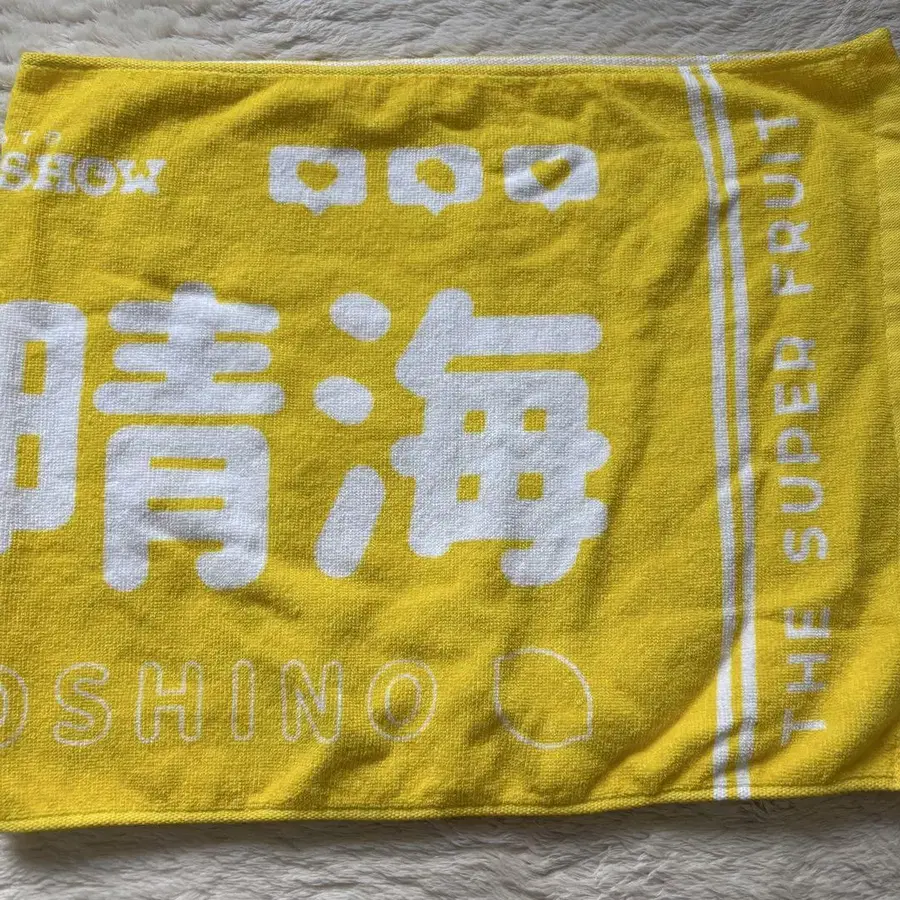 SHOW
晴海
OSHINO
THE SUPER FRUIT